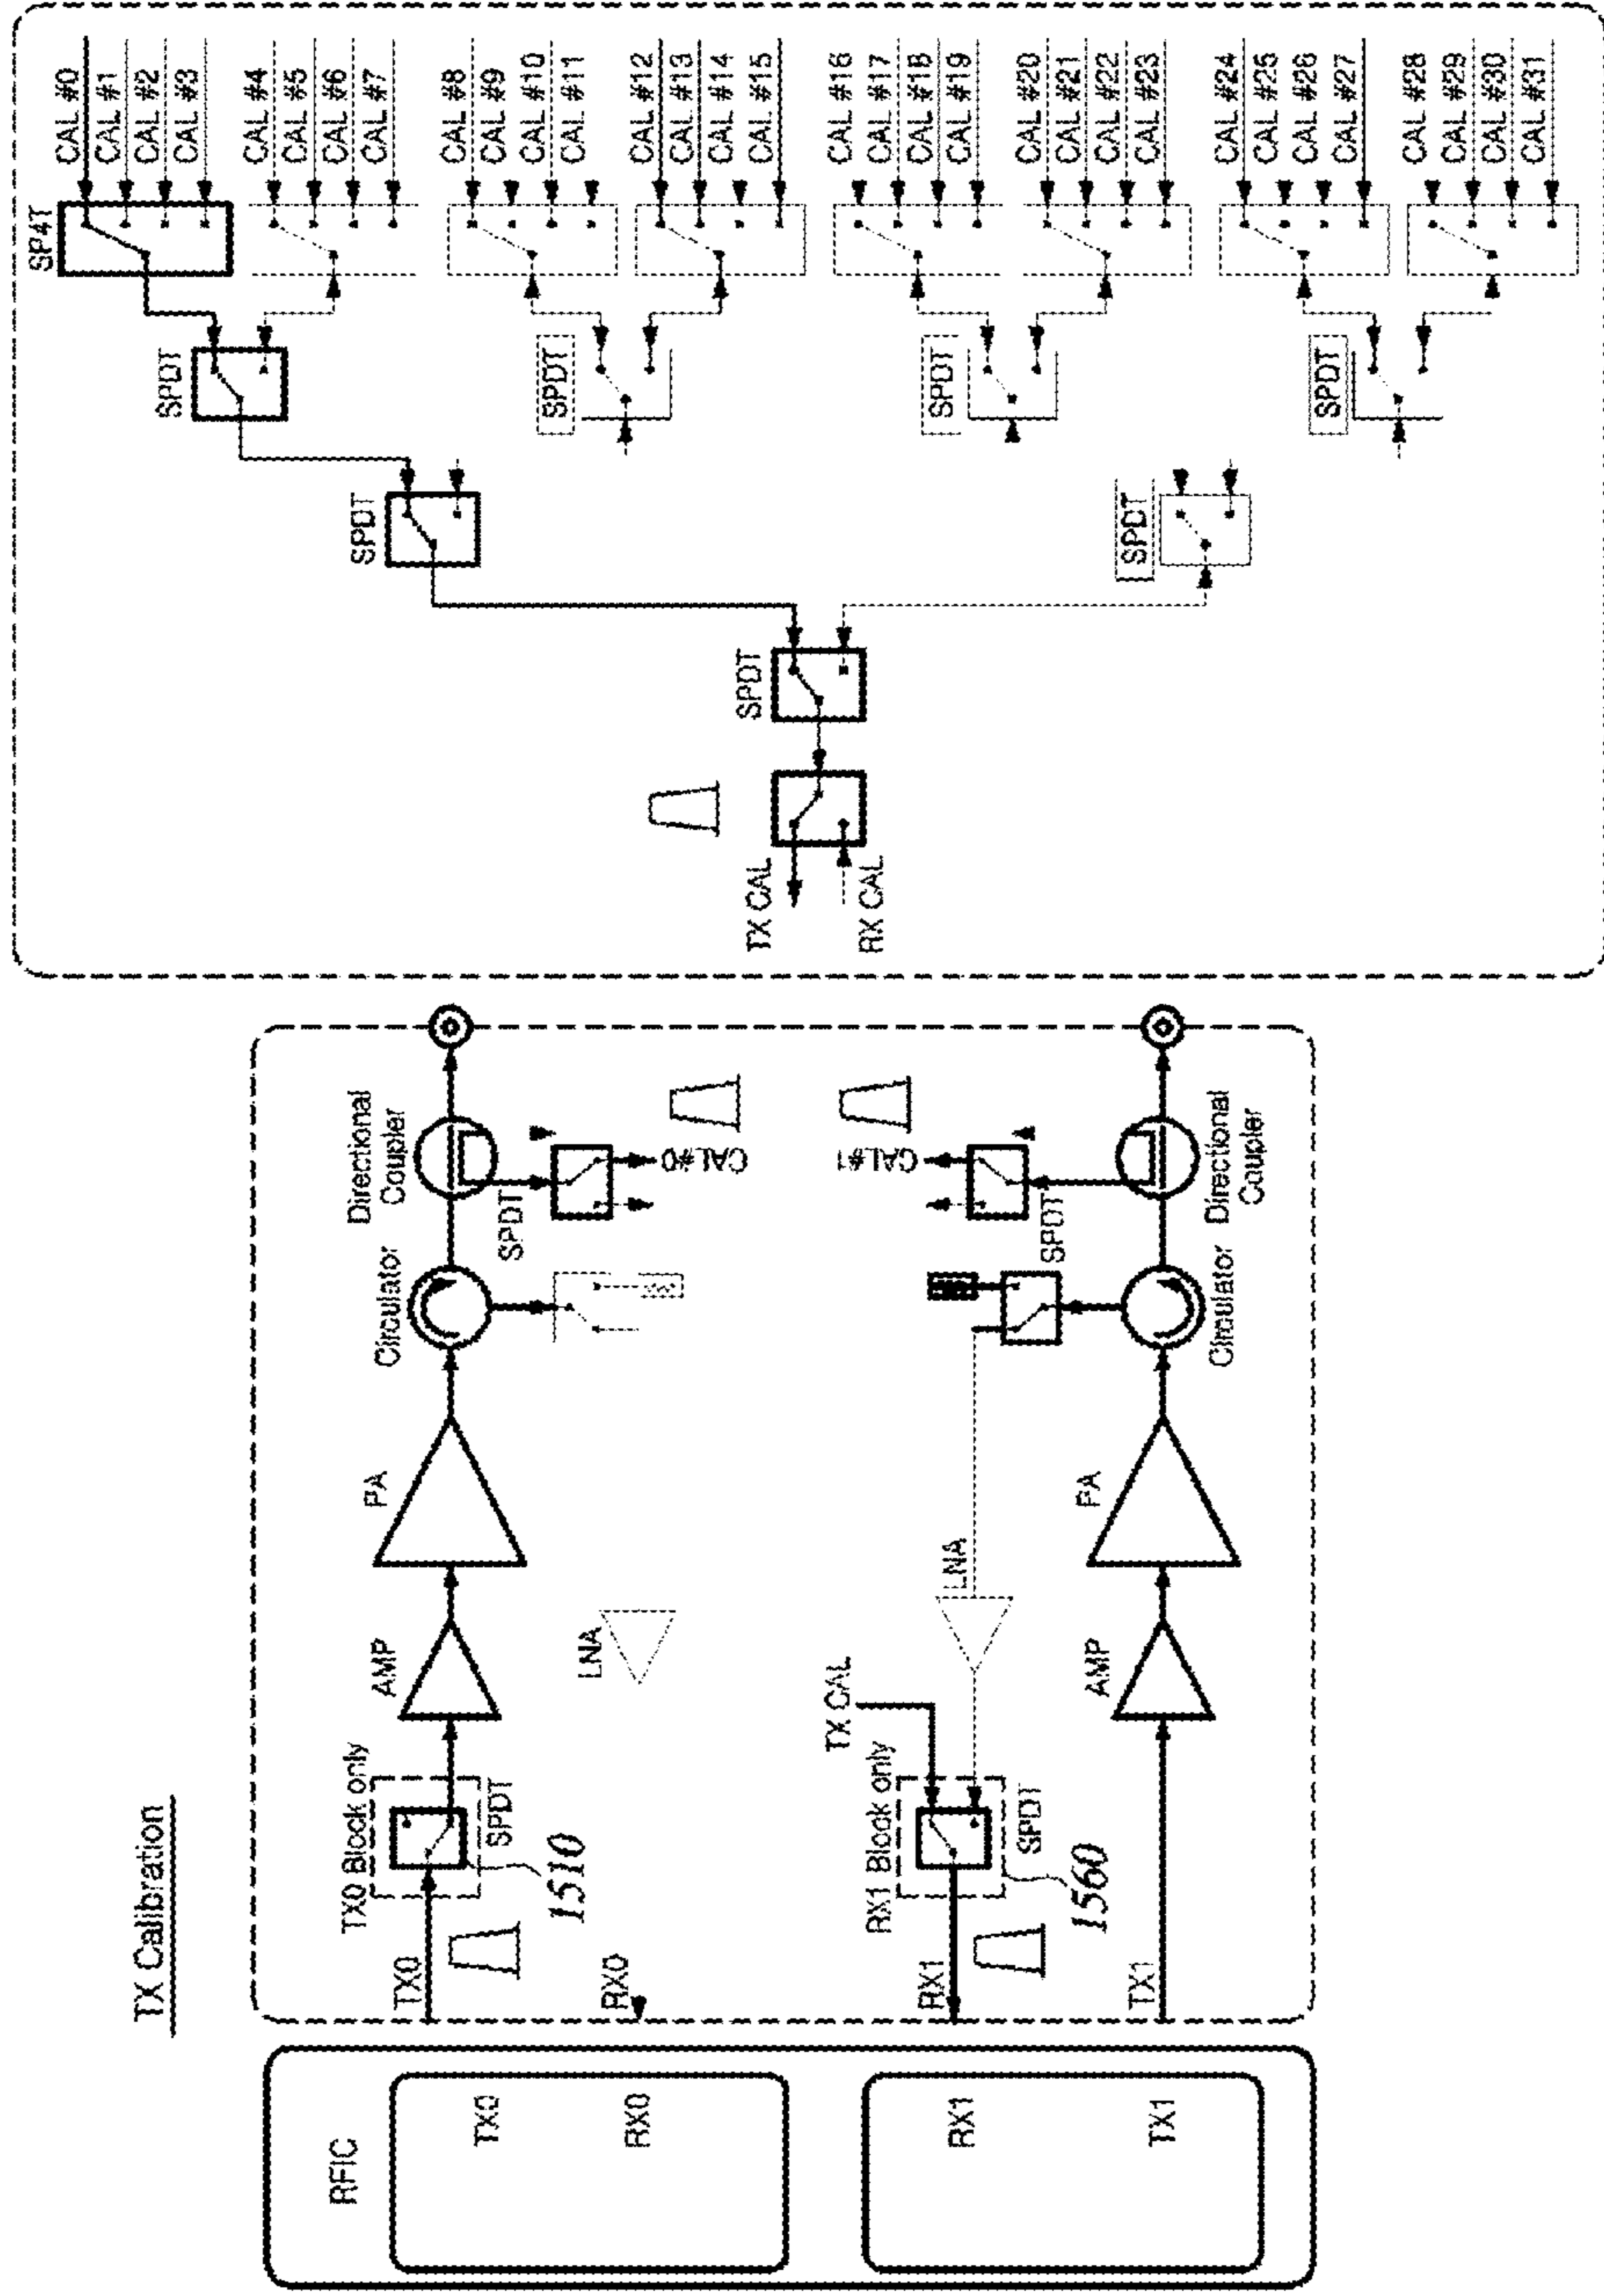 TX Calibration
RFIC
TX0
RX0
RX1
TX1
TX0
TX0 Block only
SPDT
1510
AMP
PA
Circulator
Directional
Coupler
SPDT
CAL#0
RX0
LNA
RX1
RX1 Block only
SPDT
1560
TX CAL
LNA
CAL#1
SPDT
TX1
AMP
PA
Circulator
Directional
Coupler
TX CAL
RX CAL
SPDT
SPDT
SPDT
SPDT
SPDT
SPDT
SPDT
SP4T
CAL #0
CAL #1
CAL #2
CAL #3
CAL #4
CAL #5
CAL #6
CAL #7
CAL #8
CAL #9
CAL #10
CAL #11
CAL #12
CAL #13
CAL #14
CAL #15
CAL #16
CAL #17
CAL #18
CAL #19
CAL #20
CAL #21
CAL #22
CAL #23
CAL #24
CAL #25
CAL #26
CAL #27
CAL #28
CAL #29
CAL #30
CAL #31